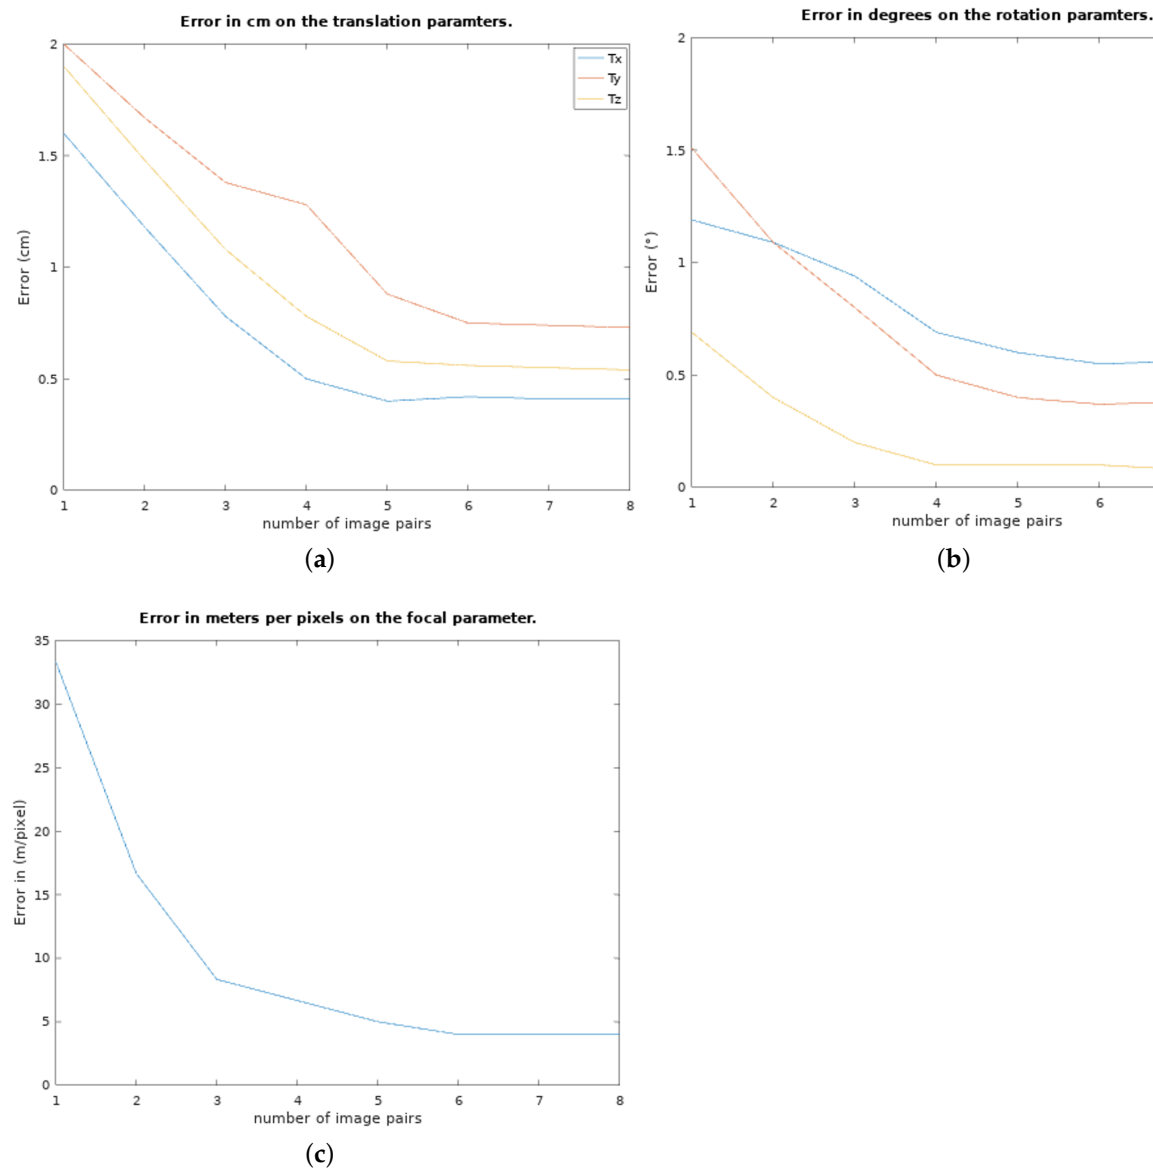 Error in cm on the translation paramters.
2
1.5
1
0.5
0
Error (cm)
Tx
Ty
Tz
1 2 3 4 5 6 7 8
number of image pairs
(a)
Error in degrees on the rotation paramters.
2
1.5
1
0.5
0
Error (°)
1 2 3 4 5 6
number of image pairs
(b)
Error in meters per pixels on the focal parameter.
35
30
25
20
15
10
5
0
Error in (m/pixel)
1 2 3 4 5 6 7 8
number of image pairs
(c)